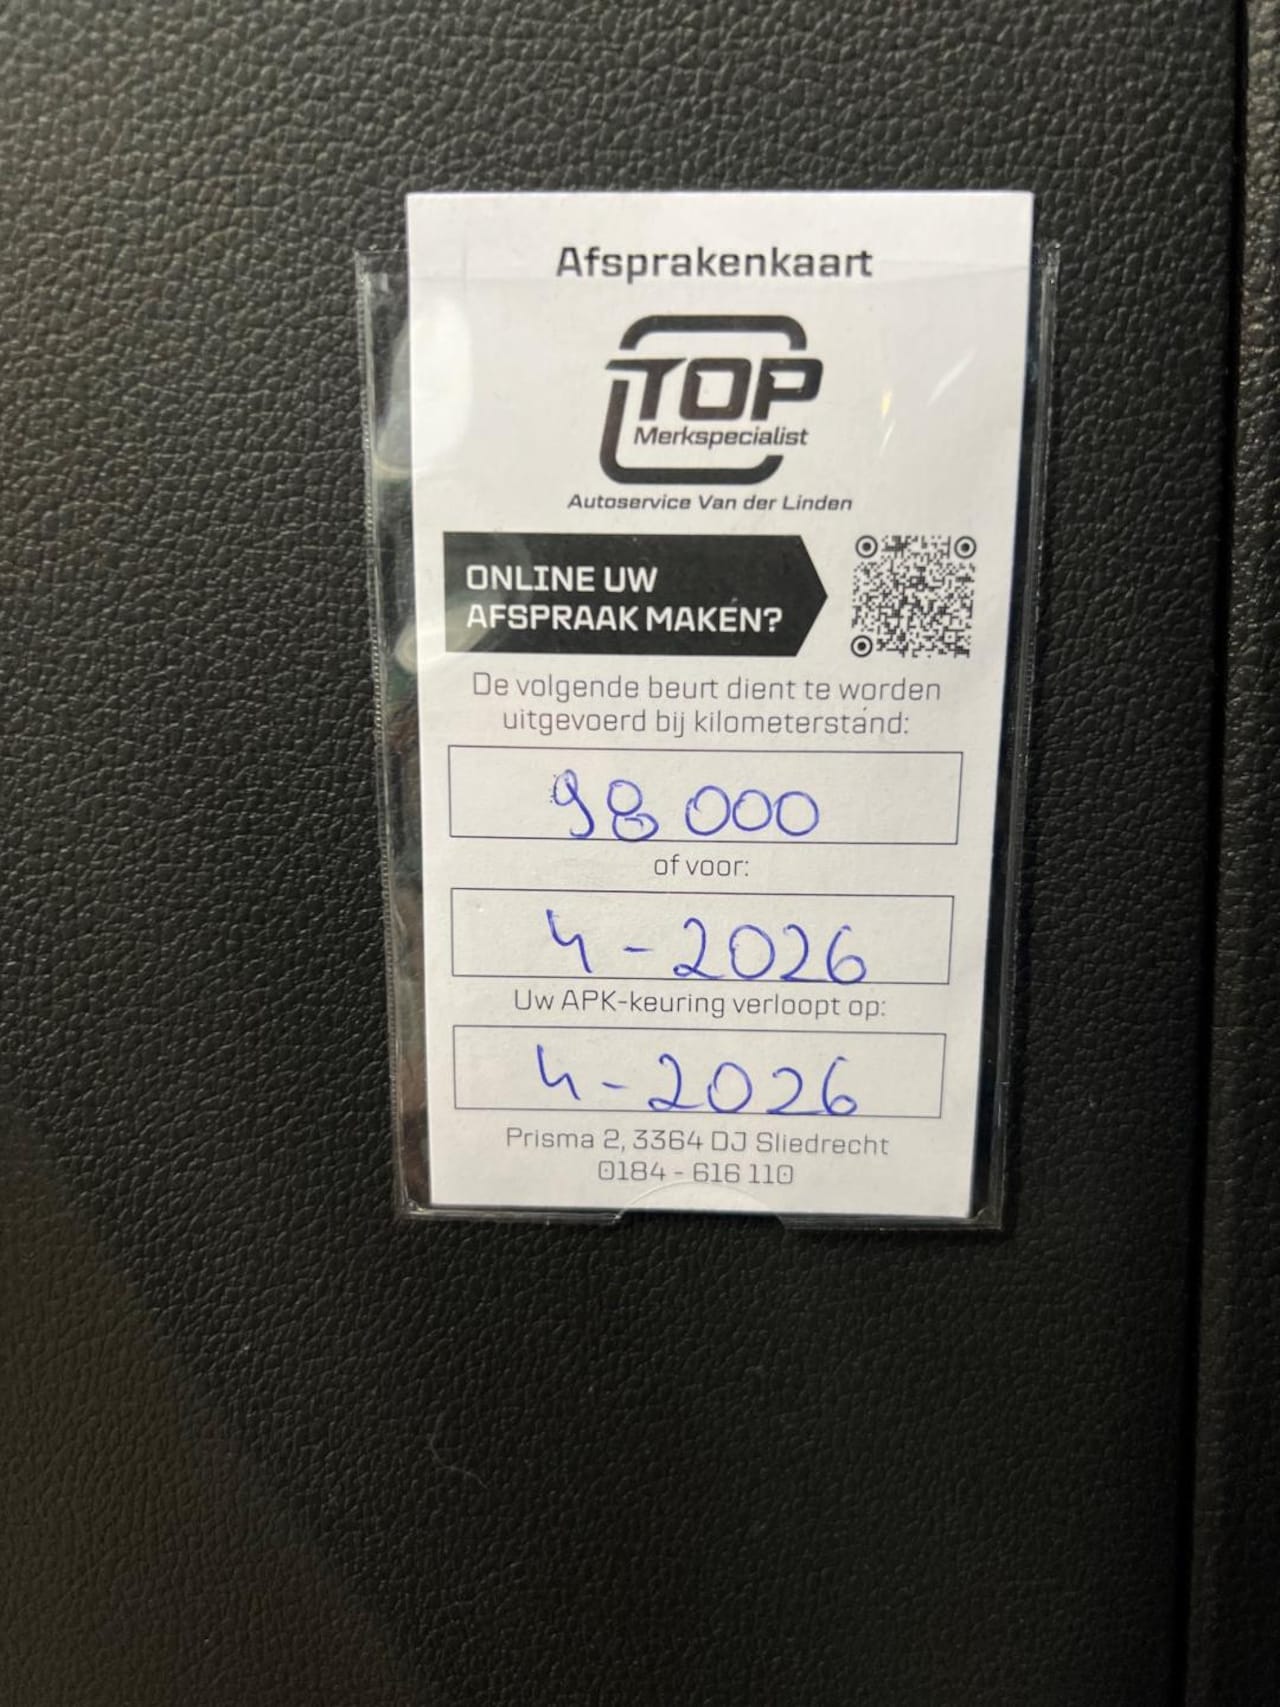 Afsprakenkaart
TOP
Merkspecialist
Autoservice Van der Linden
ONLINE UW
AFSPRAAK MAKEN?
De volgende beurt dient te worden
uitgevoerd bij kilometerstand:
98 000
of voor:
4-2026
Uw APK-keuring verloopt op:
4-2026
Prisma 2, 3364 DJ Sliedrecht
0184 - 616 110